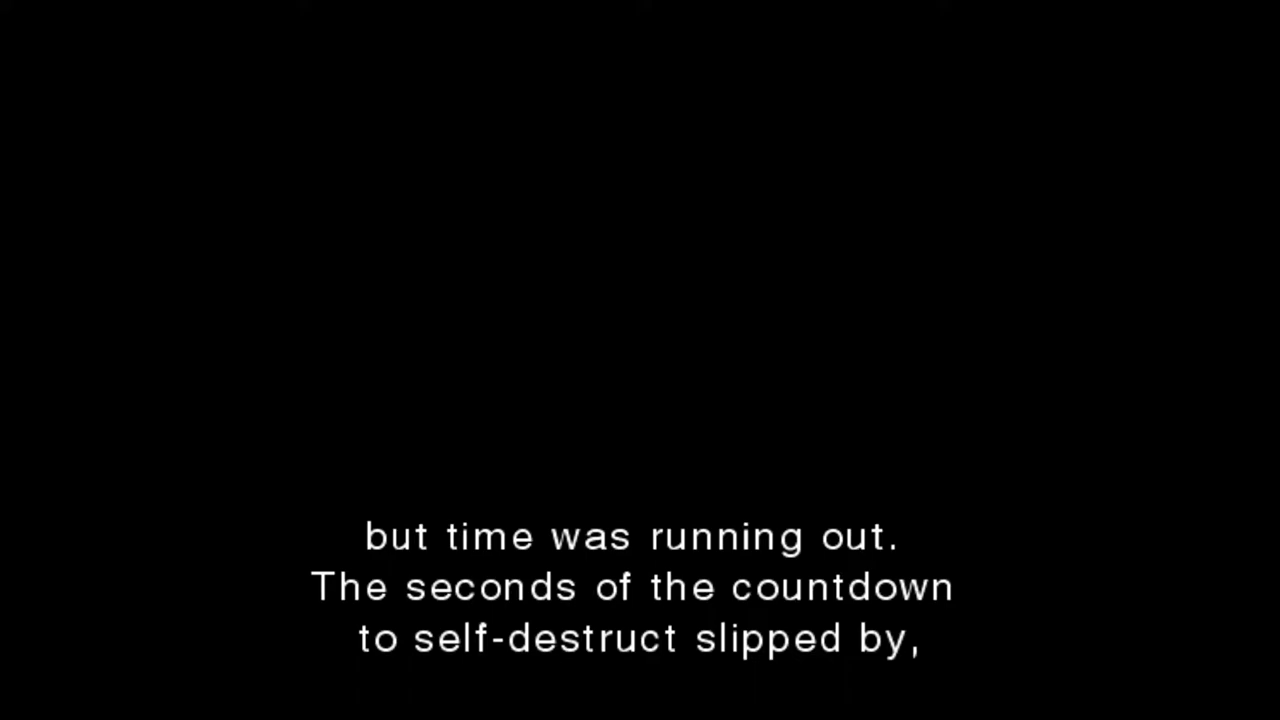 but time was running out.
The seconds of the countdown
to self-destruct slipped by,